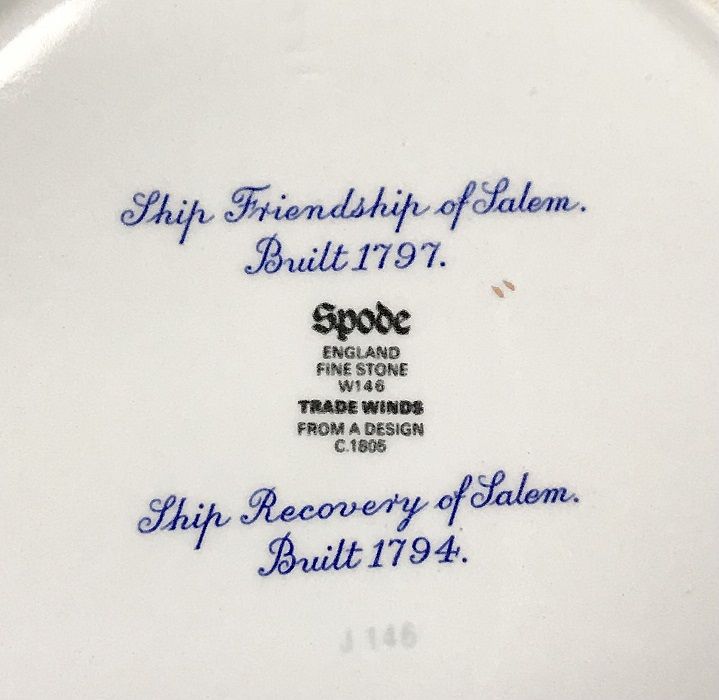 Ship Friendship of Salem.
Built 1797.
Spode
ENGLAND
FINE STONE
W146
TRADE WINDS
FROM A DESIGN
C.1805
Ship Recovery of Salem.
Built 1794.
J 146